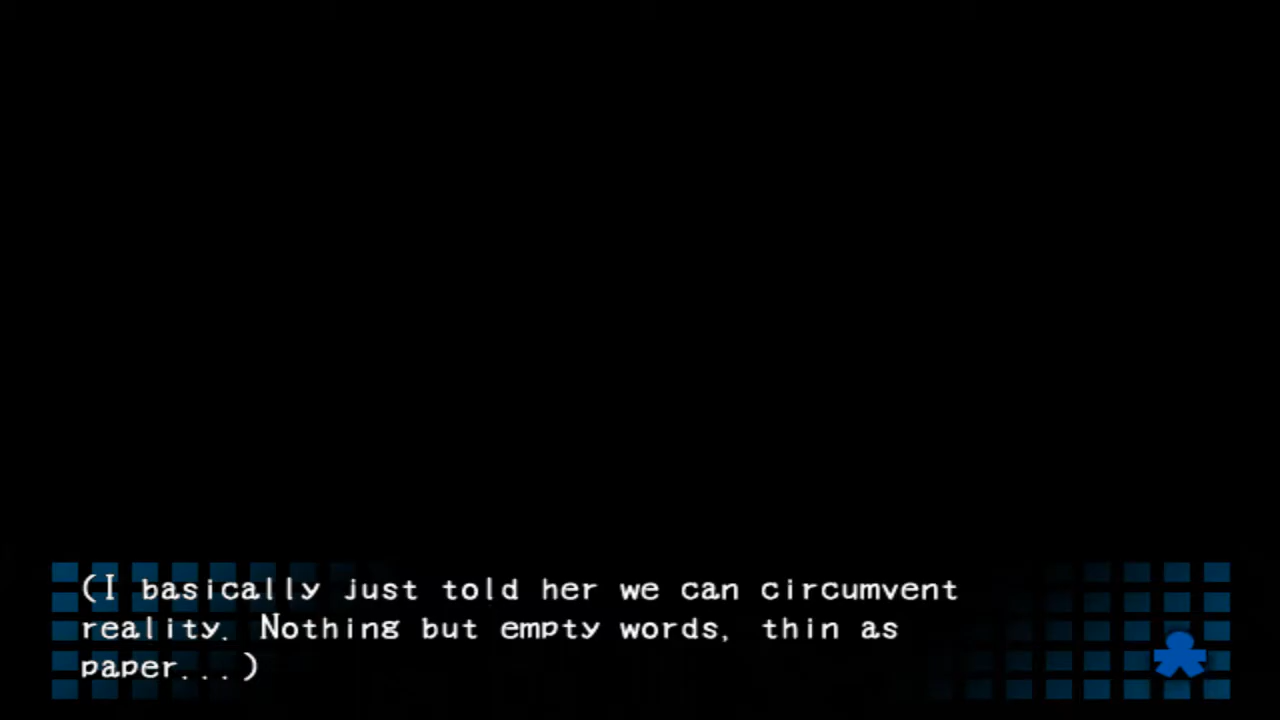 (I basically just told her we can circumvent
reality. Nothing but empty words, thin as
paper...)